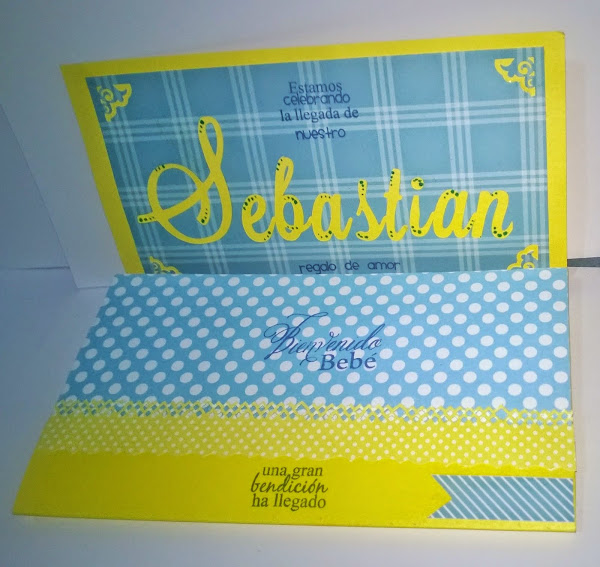 Estamos
celebrando
la llegada de
nuestro
Sebastian
regalo de amor
Bienvenido
Bebé
una gran
bendición
ha llegado